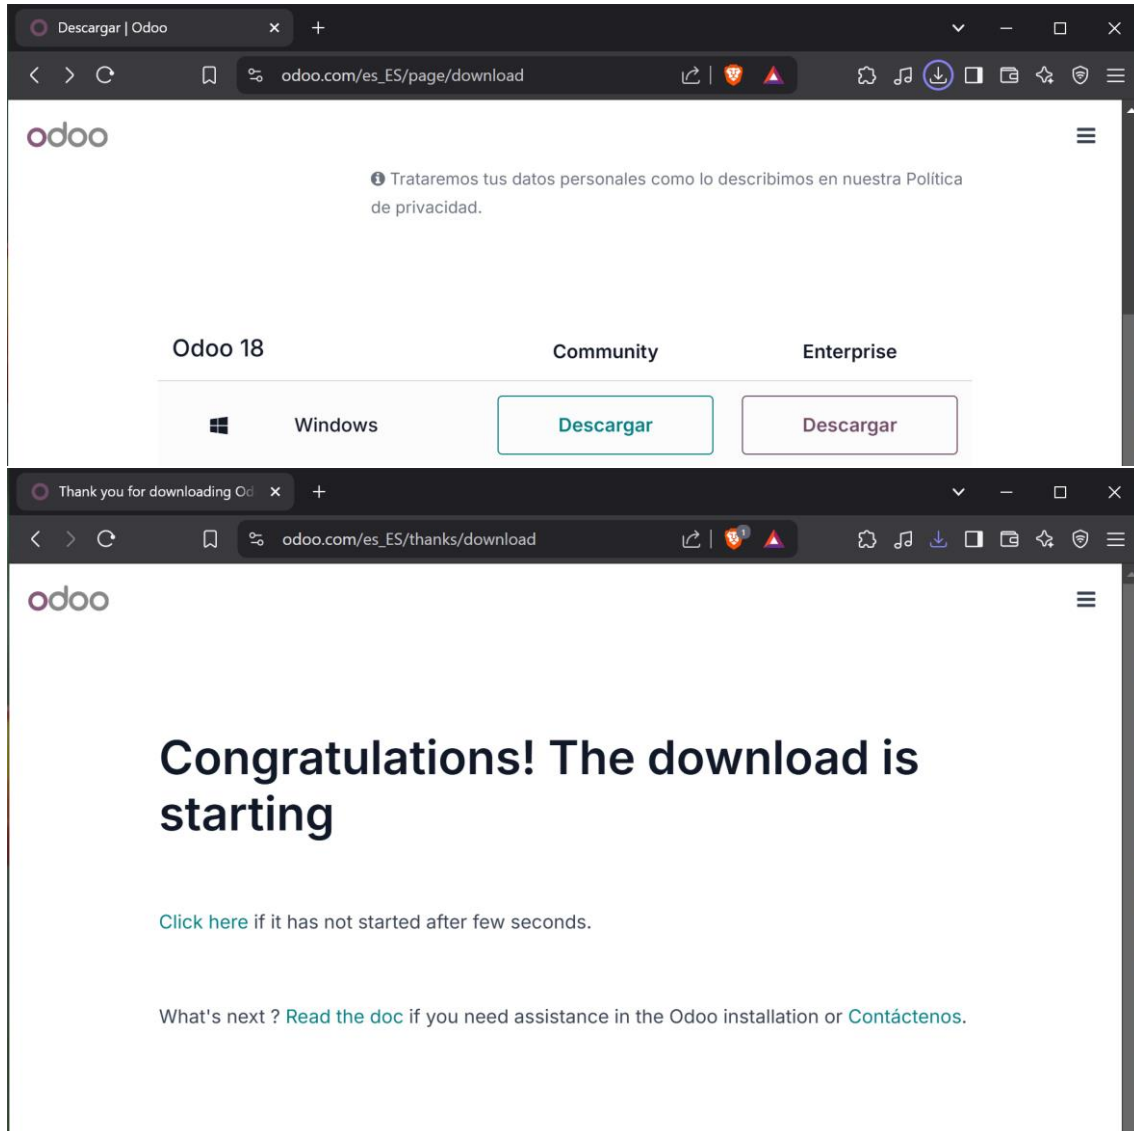 Descargar | Odoo
odoo.com/es_ES/page/download
odoo
Trataremos tus datos personales como lo describimos en nuestra Política
de privacidad.
Odoo 18 Community Enterprise
Windows Descargar Descargar
Thank you for downloading Od
odoo.com/es_ES/thanks/download 1
odoo
Congratulations! The download is
starting
Click here if it has not started after few seconds.
What's next ? Read the doc if you need assistance in the Odoo installation or Contáctenos.